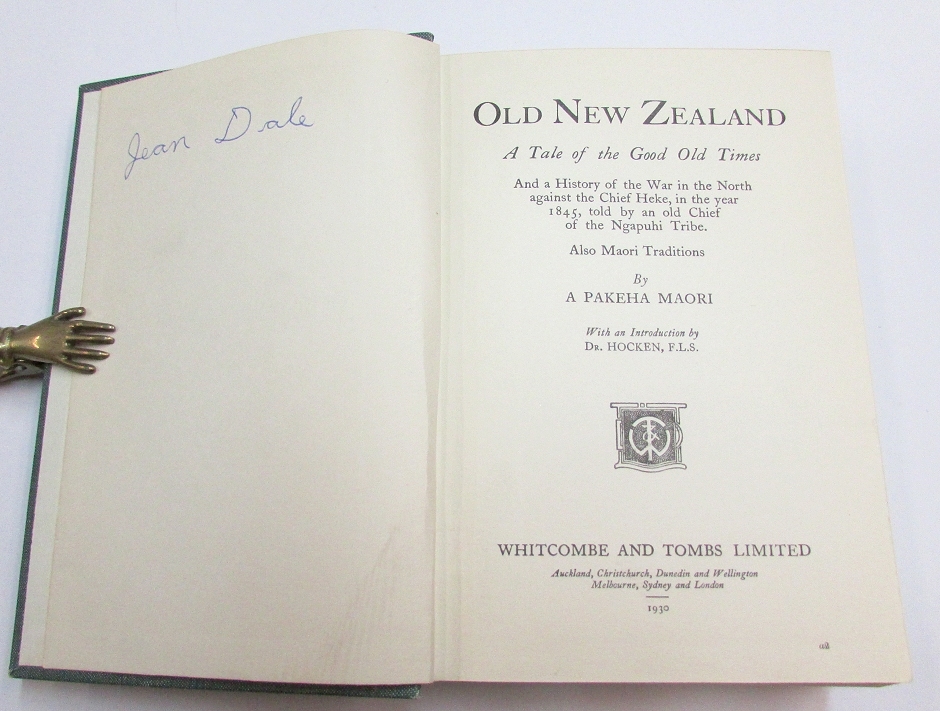 Jean Dale
OLD NEW ZEALAND
A Tale of the Good Old Times
And a History of the War in the North
against the Chief Heke, in the year
1845, told by an old Chief
of the Ngapuhi Tribe.
Also Maori Traditions
By
A PAKEHA MAORI
With an Introduction by
DR. HOCKEN, F.L.S.
WHITCOMBE AND TOMBS LIMITED
Auckland, Christchurch, Dunedin and Wellington
Melbourne, Sydney and London
1930